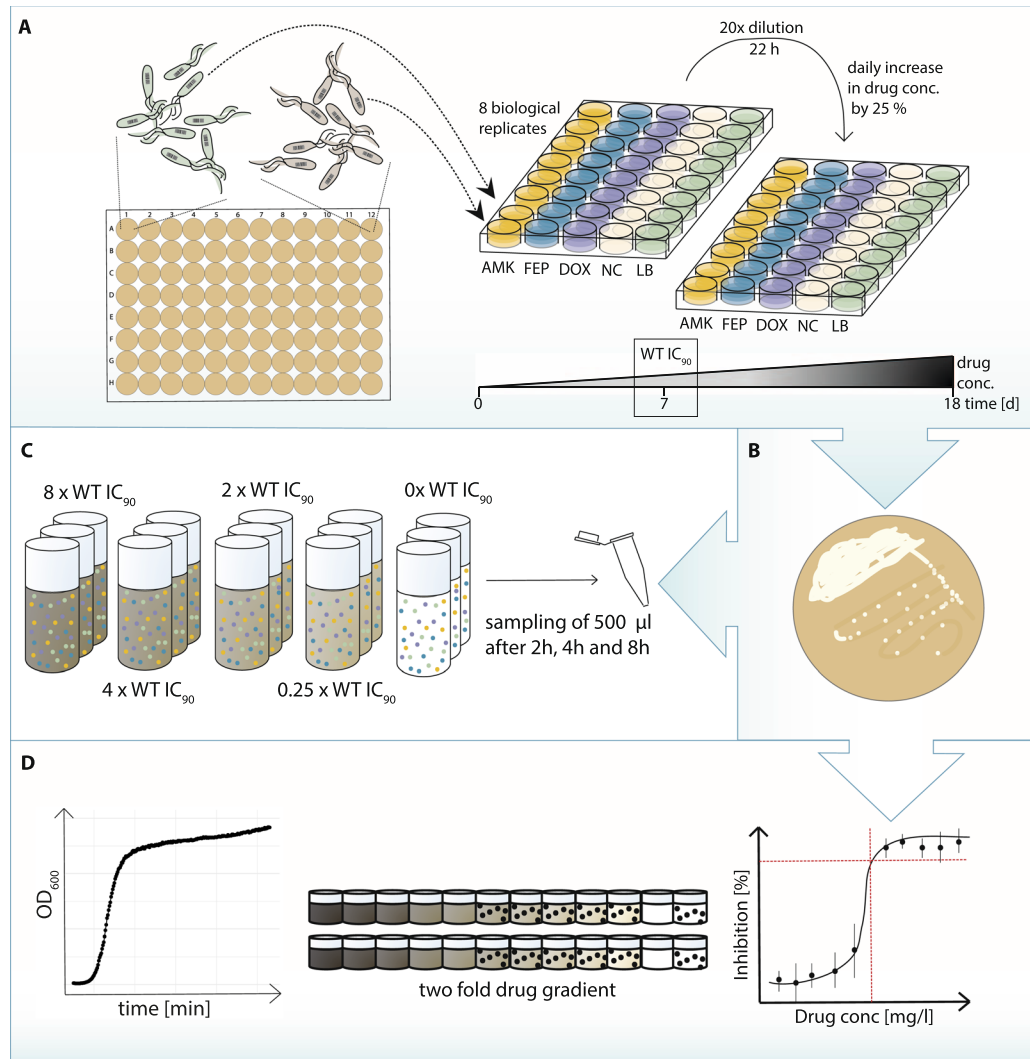 A
20x dilution
22 h
daily increase
in drug conc.
by 25 %
8 biological
replicates
1 2 3 4 5 6 7 8 9 10 11 12
A
B
C
D
E
F
G
H
AMK FEP DOX NC LB
AMK FEP DOX NC LB
WT IC90
drug
conc.
0 7 18 time [d]
C
8 x WT IC90 2 x WT IC90 0x WT IC90
4 x WT IC90 0.25 x WT IC90
sampling of 500 µl
after 2h, 4h and 8h
B
D
OD600
time [min]
two fold drug gradient
Inhibition [%]
Drug conc [mg/l]